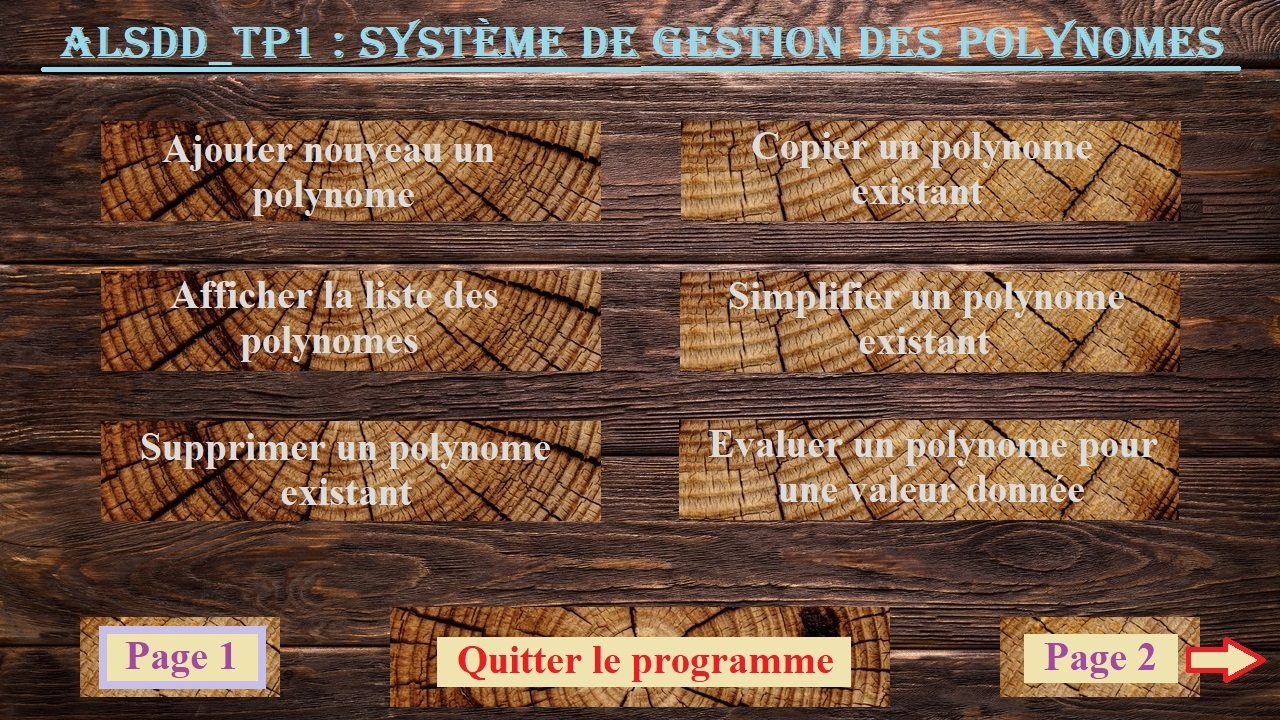 ALSDD_TP1 : SYSTÈME DE GESTION DES POLYNOMES
Ajouter nouveau un
polynome
Copier un polynome
existant
Afficher la liste des
polynomes
Simplifier un polynome
existant
Supprimer un polynome
existant
Evaluer un polynome pour
une valeur donnée
Page 1
Quitter le programme
Page 2